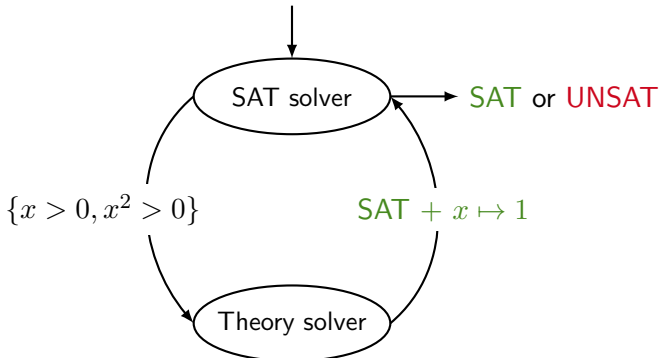 SAT solver
SAT or UNSAT
{x > 0, x² > 0}
SAT + x ↦ 1
Theory solver